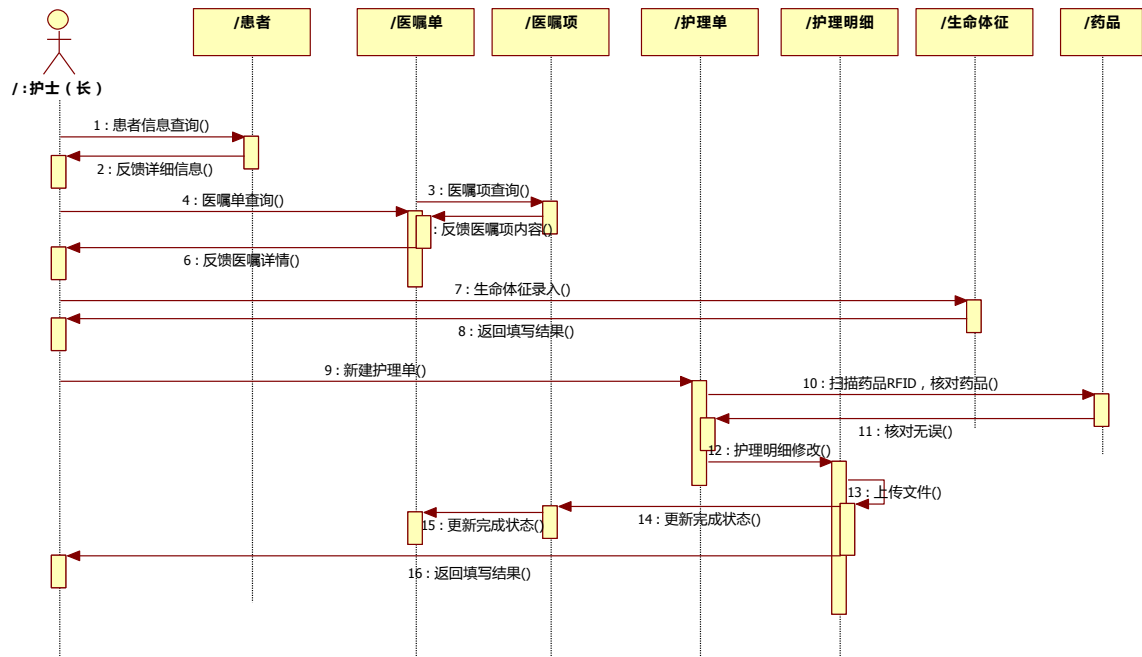 /患者
/医嘱单
/医嘱项
/护理单
/护理明细
/生命体征
/药品
/ : 护士（长）
1 : 患者信息查询()
2 : 反馈详细信息()
3 : 医嘱项查询()
4 : 医嘱单查询()
: 反馈医嘱项内容()
6 : 反馈医嘱详情()
7 : 生命体征录入()
8 : 返回填写结果()
9 : 新建护理单()
10 : 扫描药品RFID，核对药品()
11 : 核对无误()
12 : 护理明细修改()
13 : 上传文件()
14 : 更新完成状态()
15 : 更新完成状态()
16 : 返回填写结果()